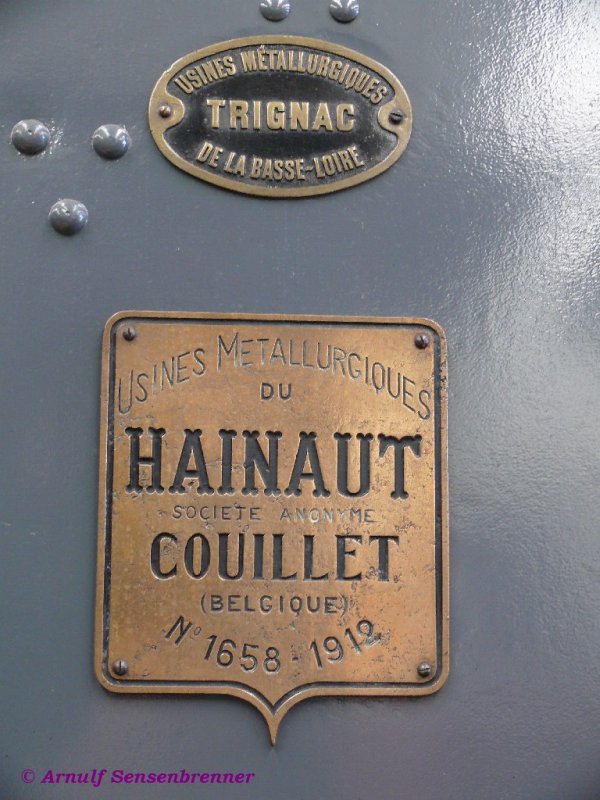 USINES MÉTALLURGIQUES
TRIGNAC
DE LA BASSE-LOIRE
USINES METALLURGIQUES
DU
HAINAUT
SOCIETE ANONYME
COUILLET
(BELGIQUE)
No 1658-1912
© Arnulf Sensenbrenner